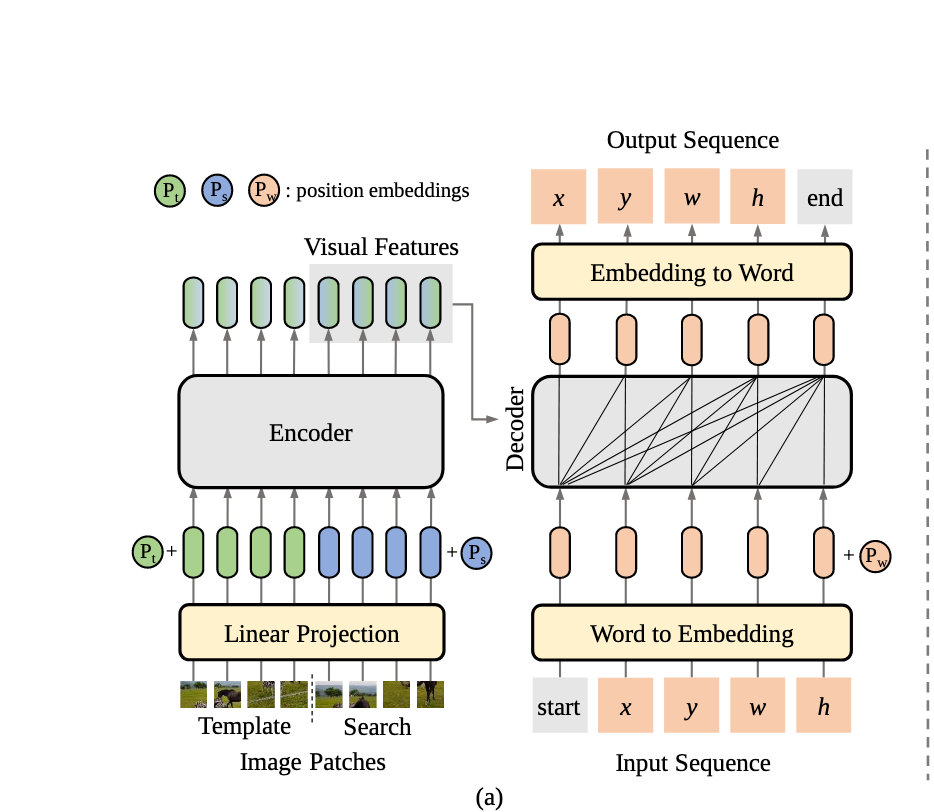 Output Sequence
x y w h end
P_t P_s P_w : position embeddings
Visual Features
Embedding to Word
Encoder
Decoder
P_t + + P_s
+ P_w
Linear Projection
Word to Embedding
Template Search
start x y w h
Image Patches
Input Sequence
(a)